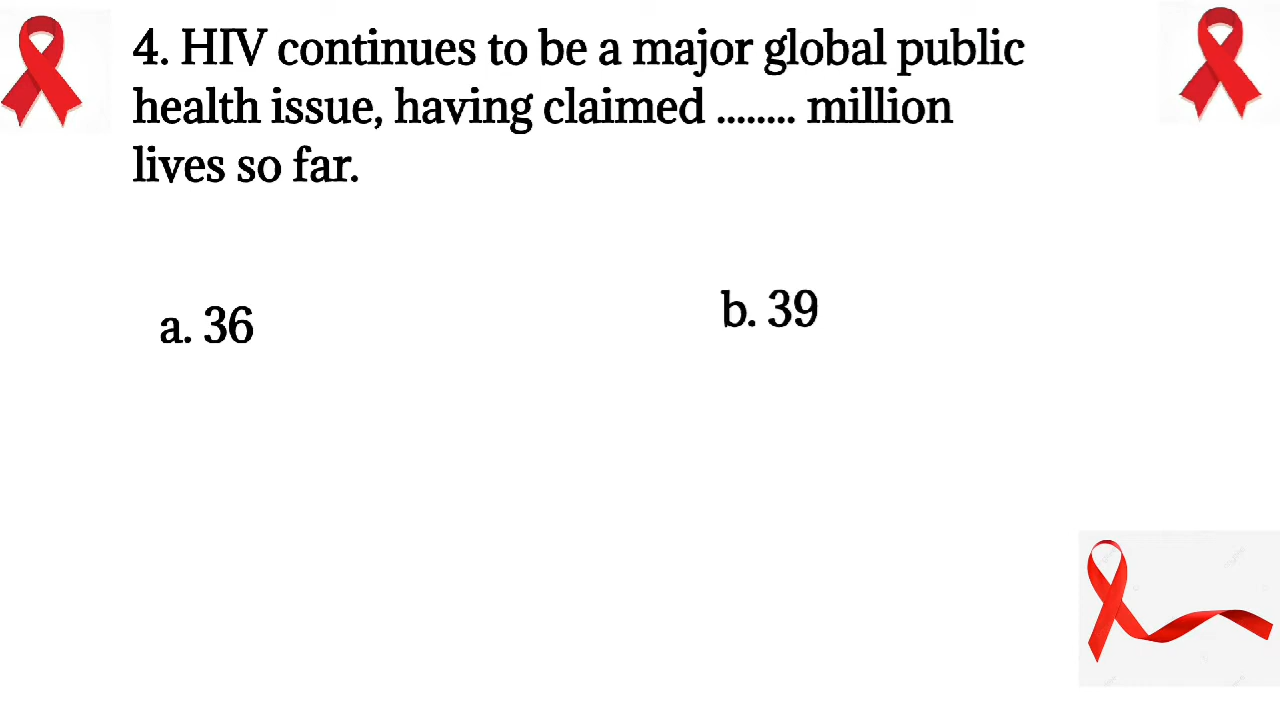 4. HIV continues to be a major global public
health issue, having claimed ........ million
lives so far.
a. 36
b. 39